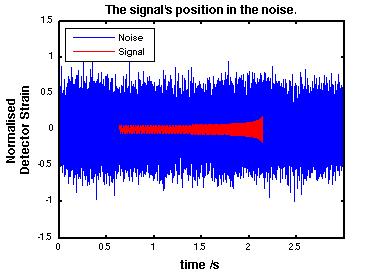 The signal's position in the noise.
Noise
Signal
Normalised
Detector Strain
1.5
1
0.5
0
-0.5
-1
-1.5
0 0.5 1 1.5 2 2.5
time /s